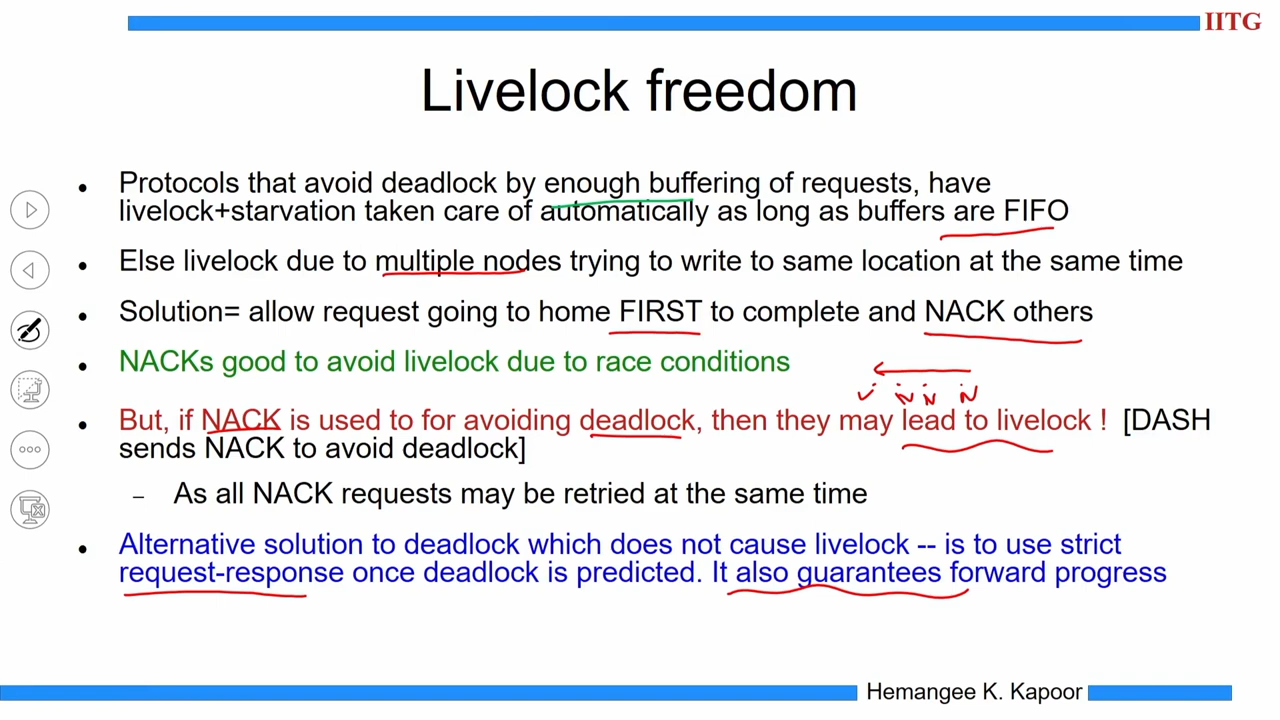 IITG
Livelock freedom
• Protocols that avoid deadlock by enough buffering of requests, have
livelock+starvation taken care of automatically as long as buffers are FIFO
• Else livelock due to multiple nodes trying to write to same location at the same time
• Solution= allow request going to home FIRST to complete and NACK others
• NACKs good to avoid livelock due to race conditions
✓ N N N
• But, if NACK is used to for avoiding deadlock, then they may lead to livelock ! [DASH
sends NACK to avoid deadlock]
– As all NACK requests may be retried at the same time
• Alternative solution to deadlock which does not cause livelock -- is to use strict
request-response once deadlock is predicted. It also guarantees forward progress
Hemangee K. Kapoor